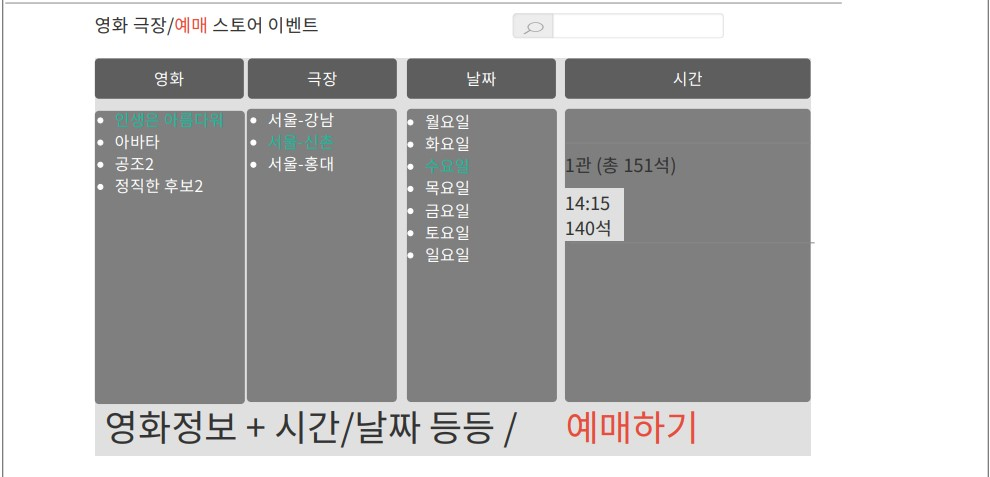 영화 극장/예매 스토어 이벤트
영화 극장 날짜 시간
인생은 아름다워
아바타
공조2
정직한 후보2
서울-강남
서울-신촌
서울-홍대
월요일
화요일
수요일
목요일
금요일
토요일
일요일
1관 (총 151석)
14:15
140석
영화정보 + 시간/날짜 등등 / 예매하기